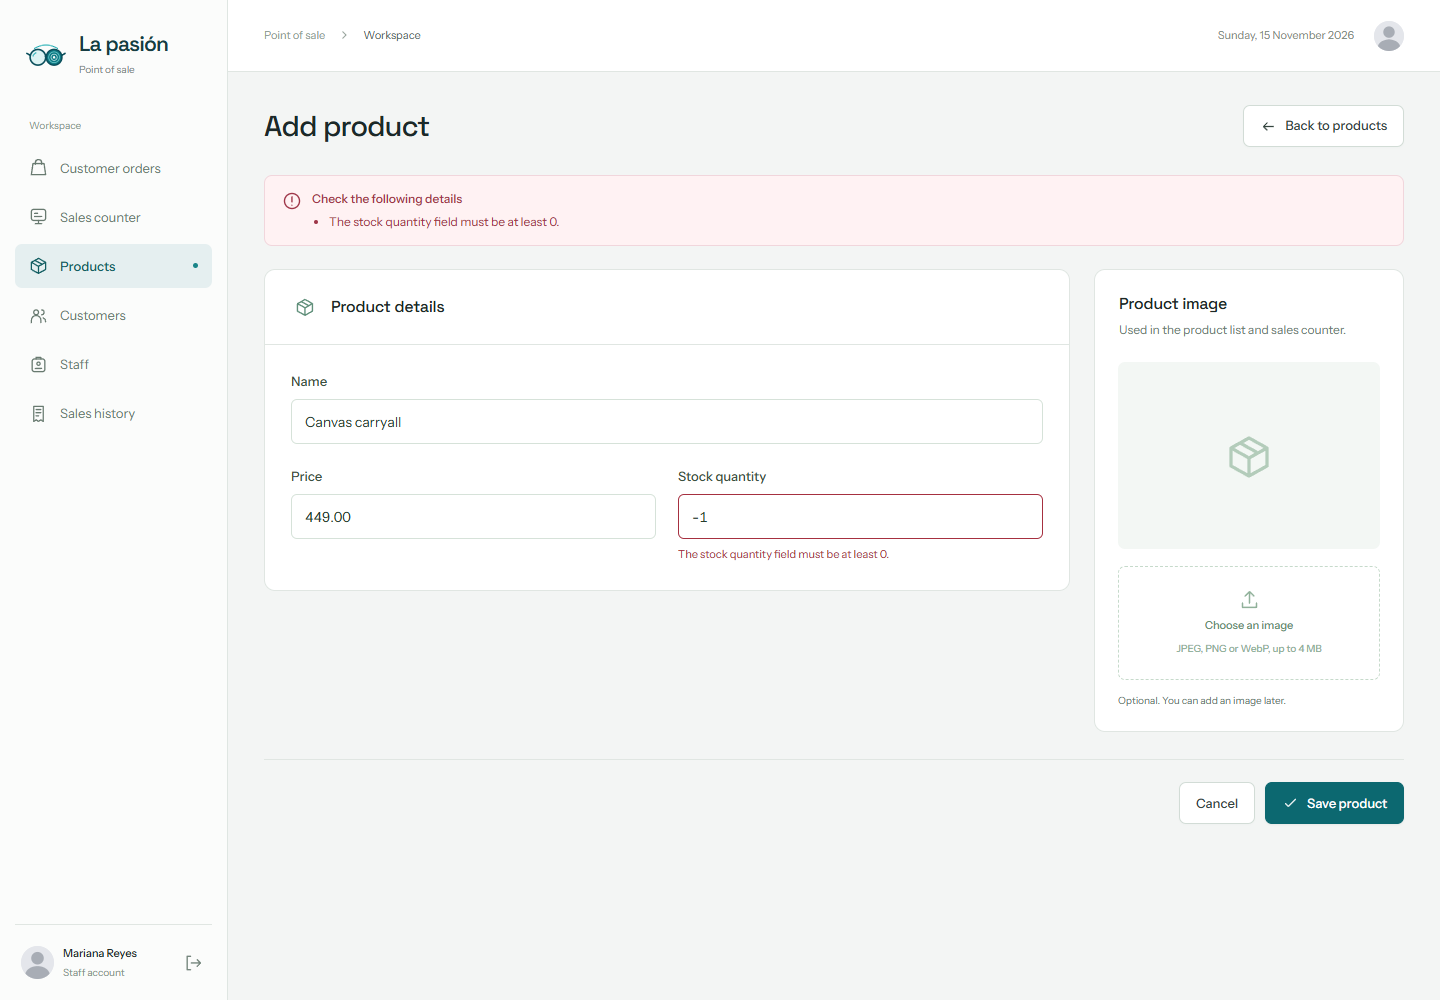 La pasión
Point of sale
Workspace
Customer orders
Sales counter
Products
Customers
Staff
Sales history
Mariana Reyes
Staff account
Point of sale
Workspace
Sunday, 15 November 2026
Add product
Back to products
Check the following details
The stock quantity field must be at least 0.
Product details
Name
Canvas carryall
Price
449.00
Stock quantity
-1
The stock quantity field must be at least 0.
Product image
Used in the product list and sales counter.
Choose an image
JPEG, PNG or WebP, up to 4 MB
Optional. You can add an image later.
Cancel
Save product